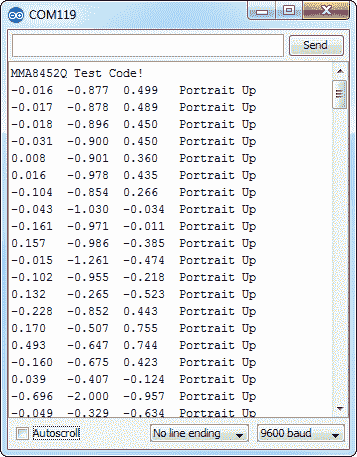 COM119
Send
MMA8452Q Test Code!
-0.016 -0.877 0.499 Portrait Up
-0.017 -0.878 0.489 Portrait Up
-0.018 -0.896 0.450 Portrait Up
-0.031 -0.900 0.450 Portrait Up
0.008 -0.901 0.360 Portrait Up
0.016 -0.978 0.435 Portrait Up
-0.104 -0.854 0.266 Portrait Up
-0.043 -1.030 -0.034 Portrait Up
-0.161 -0.971 -0.011 Portrait Up
0.157 -0.986 -0.385 Portrait Up
-0.015 -1.261 -0.474 Portrait Up
-0.102 -0.955 -0.218 Portrait Up
0.132 -0.265 -0.523 Portrait Up
-0.228 -0.852 0.443 Portrait Up
0.170 -0.507 0.755 Portrait Up
0.493 -0.647 0.744 Portrait Up
-0.160 -0.675 0.423 Portrait Up
0.039 -0.407 -0.124 Portrait Up
-0.696 -2.000 -0.957 Portrait Up
-0.049 -0.329 -0.634 Portrait Up
Autoscroll No line ending 9600 baud